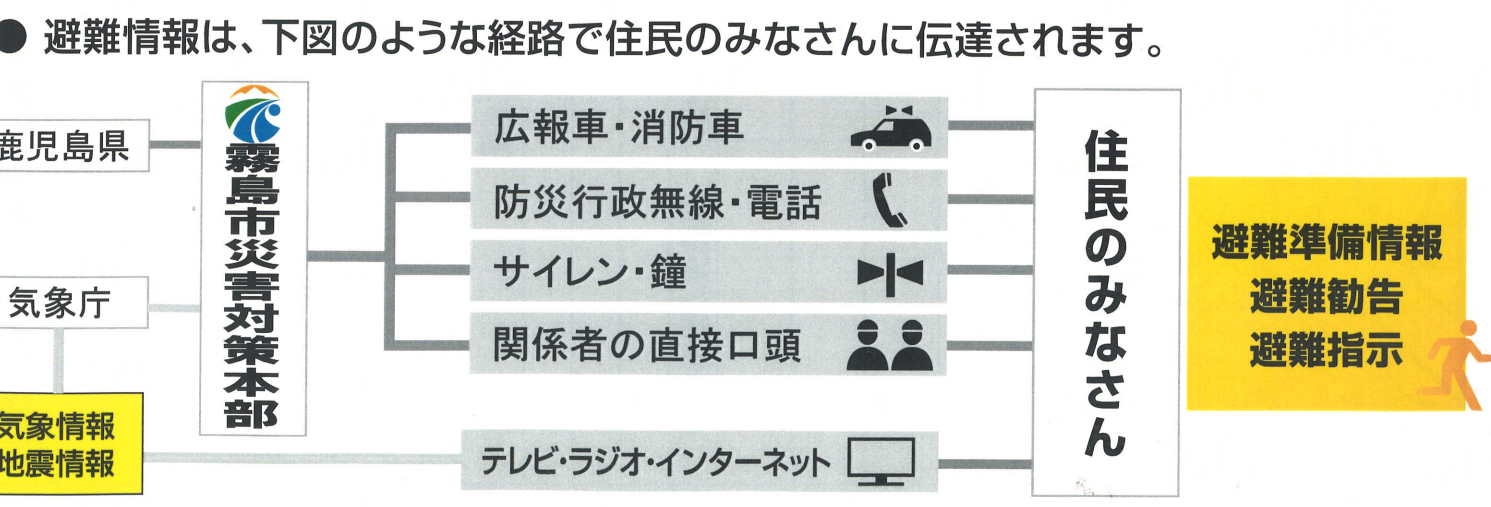 ● 避難情報は、下図のような経路で住民のみなさんに伝達されます。
鹿児島県
気象庁
気象情報
地震情報
霧島市災害対策本部
広報車・消防車
防災行政無線・電話
サイレン・鐘
関係者の直接口頭
テレビ・ラジオ・インターネット
住民のみなさん
避難準備情報
避難勧告
避難指示